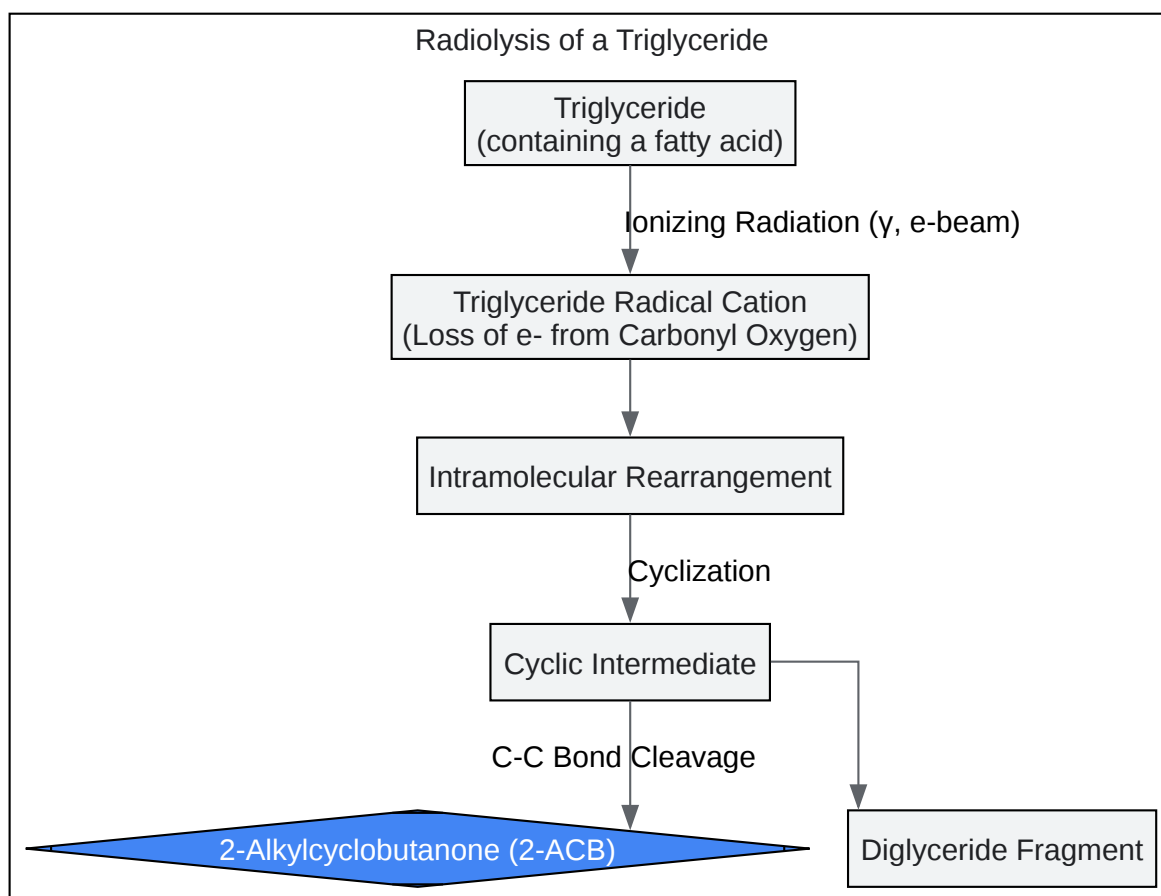 Radiolysis of a Triglyceride
Triglyceride
(containing a fatty acid)
Ionizing Radiation (γ, e-beam)
Triglyceride Radical Cation
(Loss of e- from Carbonyl Oxygen)
Intramolecular Rearrangement
Cyclization
Cyclic Intermediate
C-C Bond Cleavage
2-Alkylcyclobutanone (2-ACB)
Diglyceride Fragment